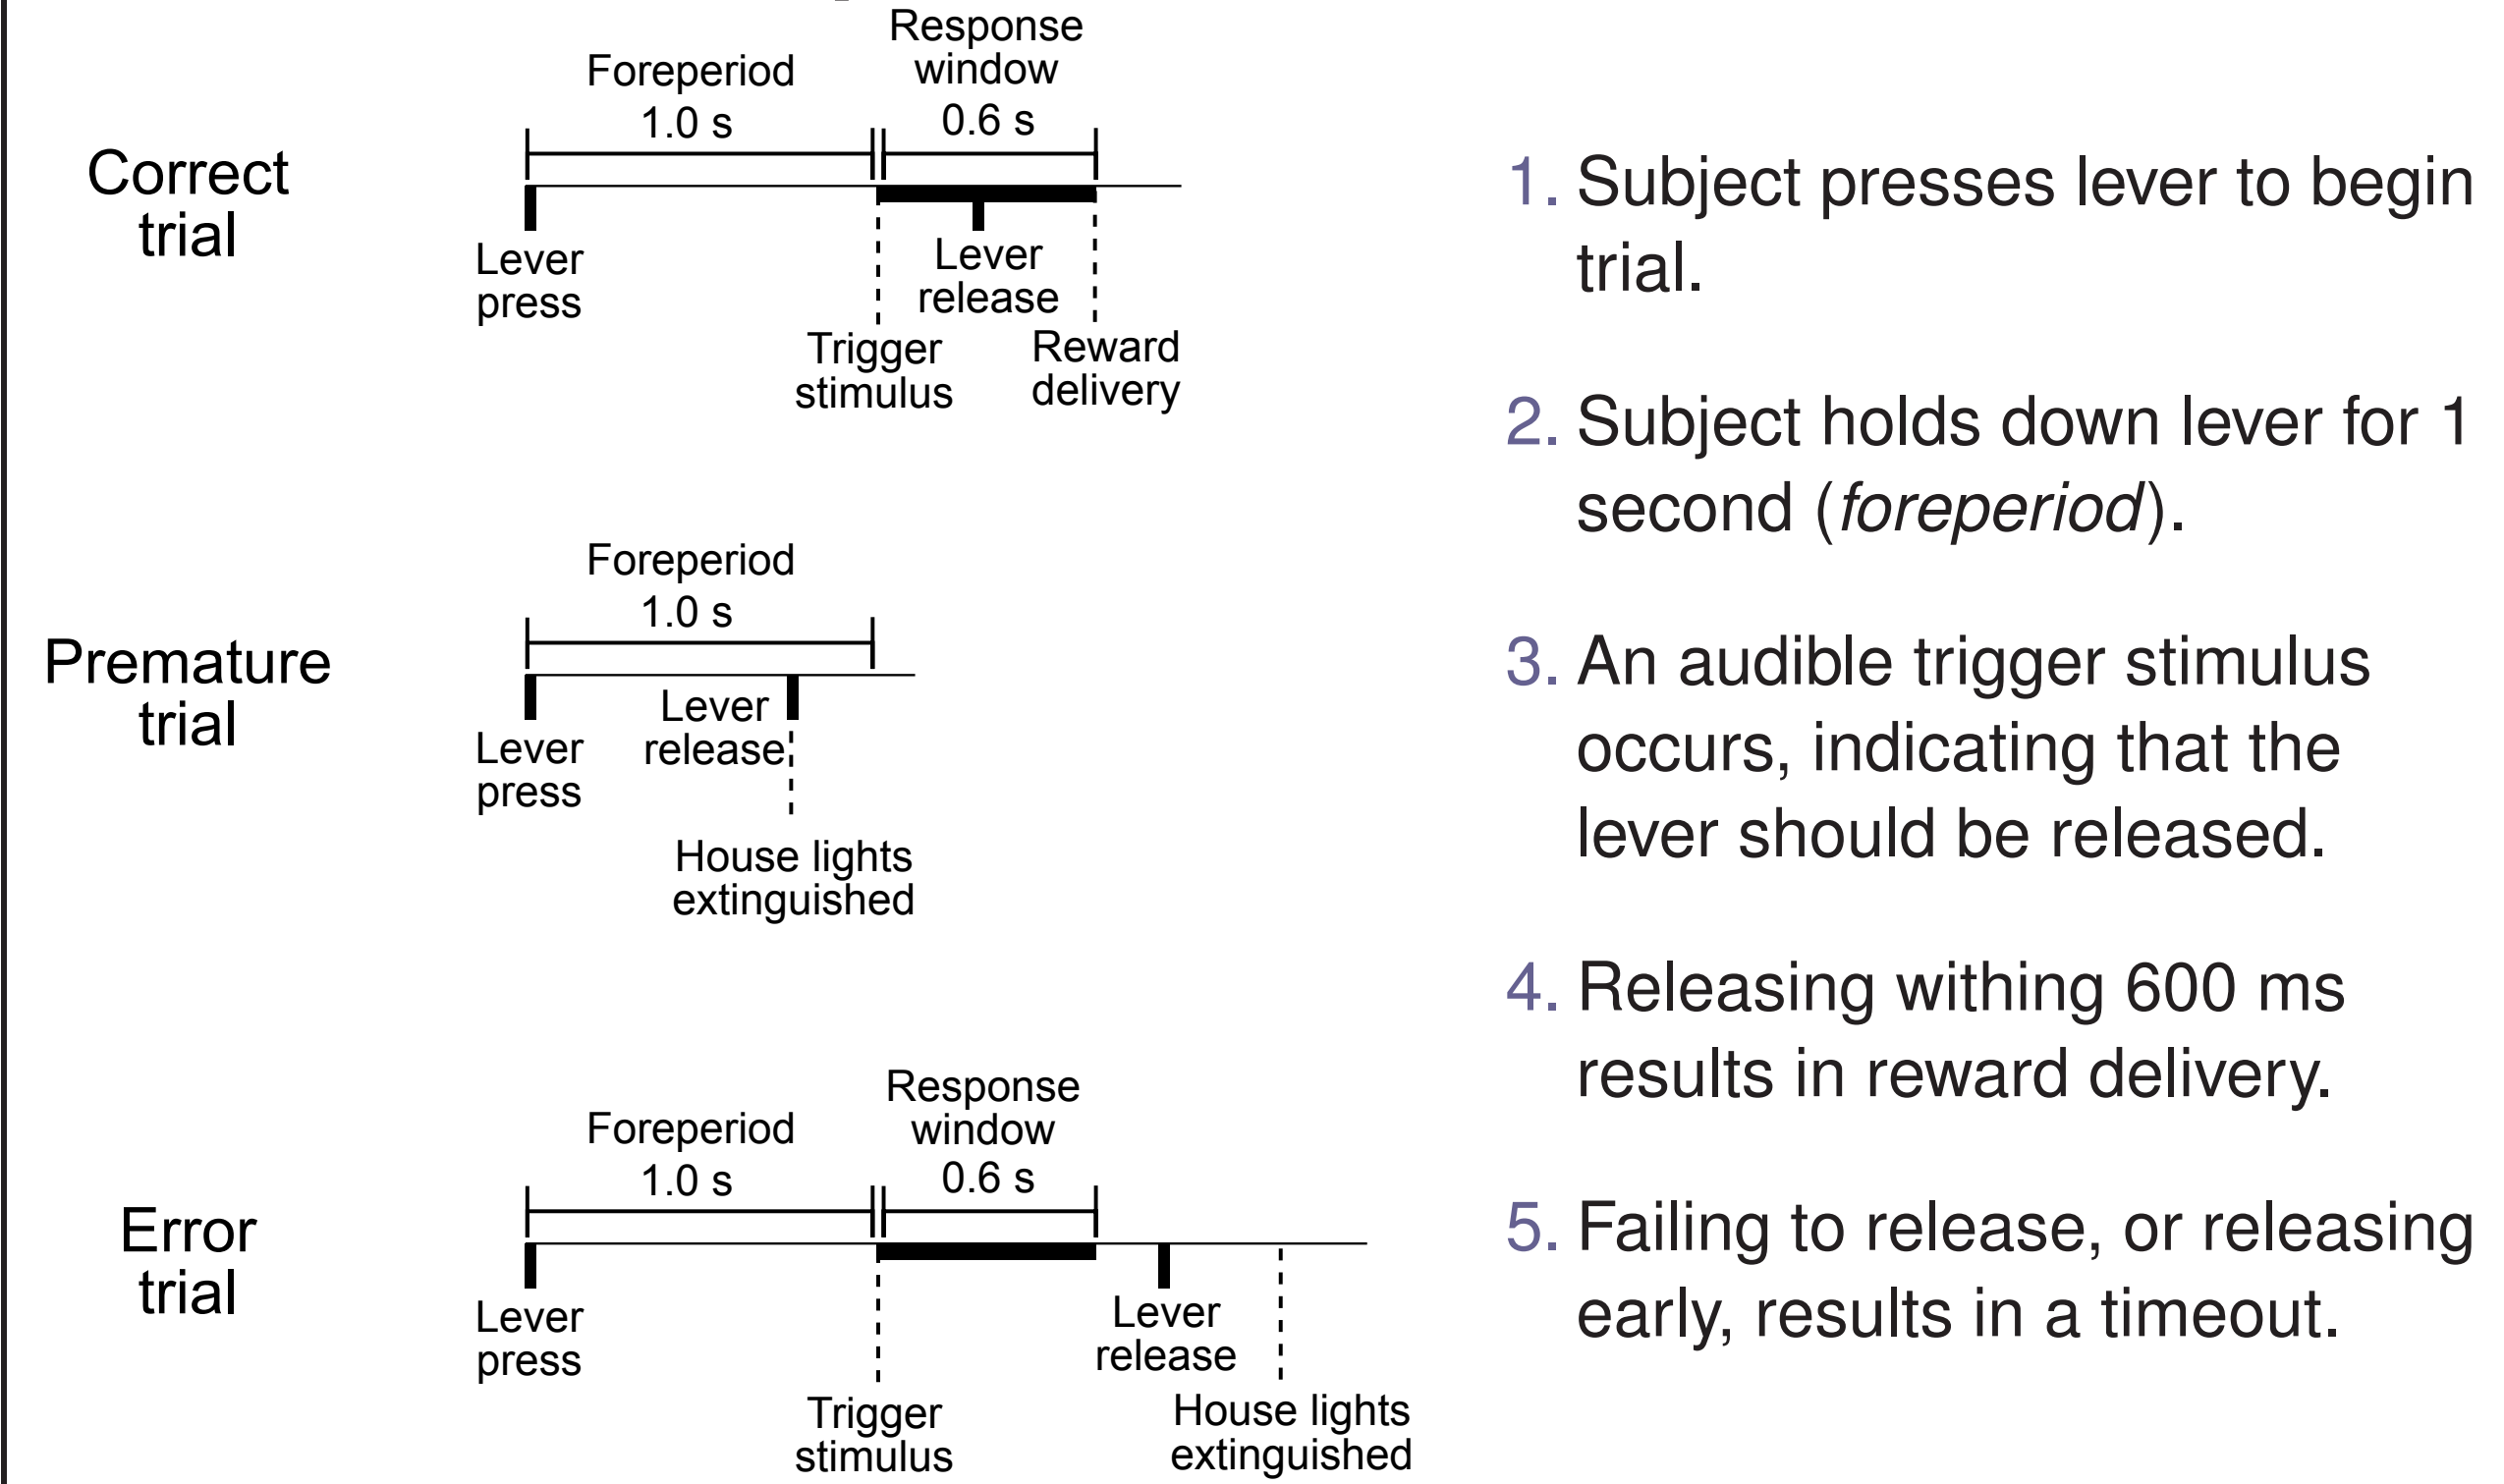 Correct
trial
Foreperiod
1.0 s
Response
window
0.6 s
Lever
press
Lever
release
Trigger
stimulus
Reward
delivery
Premature
trial
Foreperiod
1.0 s
Lever
press
Lever
release
House lights
extinguished
Error
trial
Foreperiod
1.0 s
Response
window
0.6 s
Lever
press
Lever
release
Trigger
stimulus
House lights
extinguished
1. Subject presses lever to begin
trial.
2. Subject holds down lever for 1
second (foreperiod).
3. An audible trigger stimulus
occurs, indicating that the
lever should be released.
4. Releasing withing 600 ms
results in reward delivery.
5. Failing to release, or releasing
early, results in a timeout.